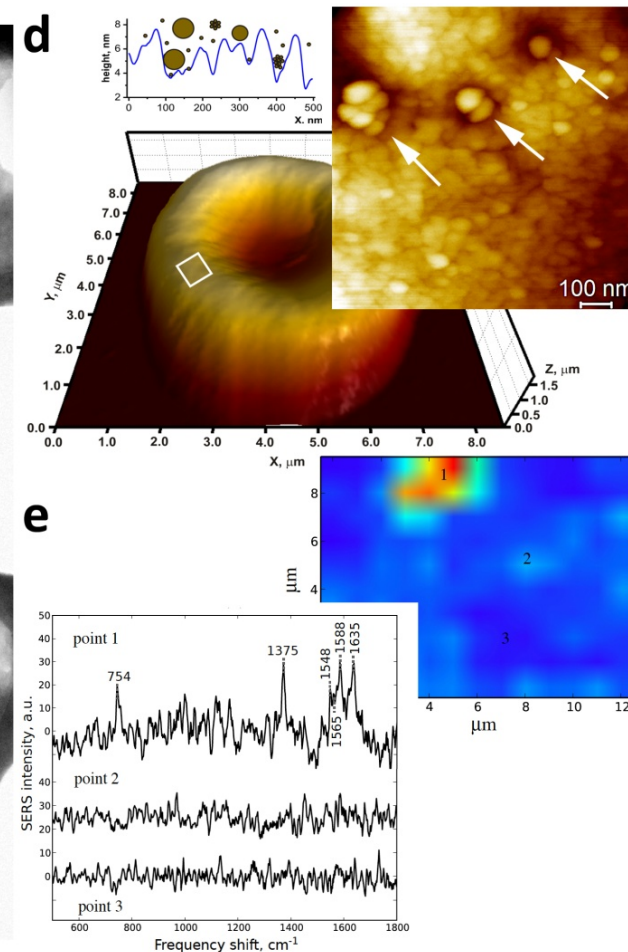 d
height, nm
8
6
4
2
0 100 200 300 400 500
X. nm
100 nm
Y, μm
8.0
7.0
6.0
5.0
4.0
3.0
2.0
1.0
0.0
0.0 1.0 2.0 3.0 4.0 5.0 6.0 7.0 8.0
X, μm
Z, μm
1.5
1.0
0.5
0.0
e
1
2
3
μm
8
6
4
4 6 8 10 12
μm
SERS intensity, a.u.
50
40
30
20
10
0
40
30
20
10
0
point 1
754
1375
1548
1565
1588
1635
point 2
point 3
600 800 1000 1200 1400 1600 1800
Frequency shift, cm⁻¹